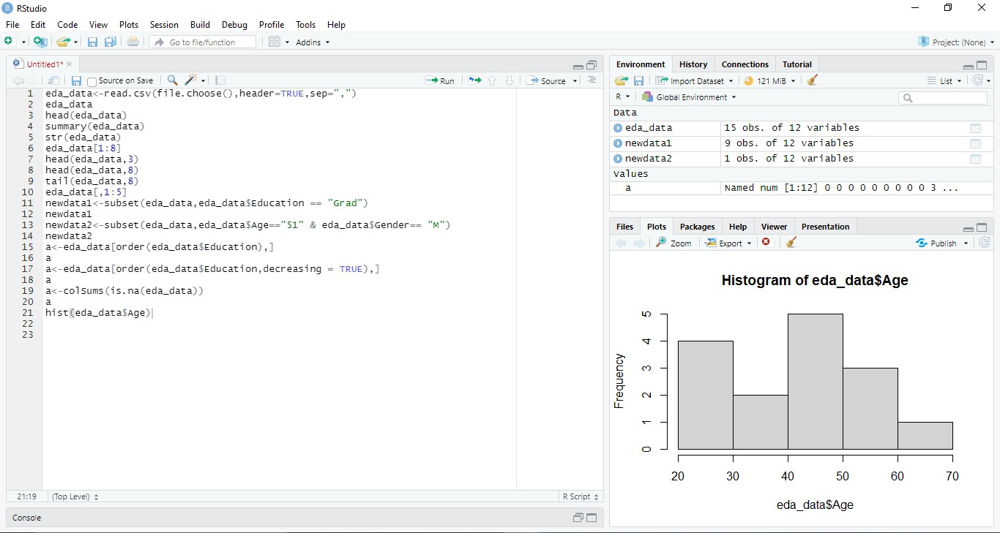 RStudio
File Edit Code View Plots Session Build Debug Profile Tools Help
Go to file/function Addins Project: (None)
Untitled1*
Source on Save Run Source
1 eda_data<-read.csv(file.choose(),header=TRUE,sep=",")
2 eda_data
3 head(eda_data)
4 summary(eda_data)
5 str(eda_data)
6 eda_data[1:8]
7 head(eda_data,3)
8 head(eda_data,8)
9 tail(eda_data,8)
10 eda_data[,1:5]
11 newdata1<-subset(eda_data,eda_data$Education == "Grad")
12 newdata1
13 newdata2<-subset(eda_data,eda_data$Age=="51" & eda_data$Gender== "M")
14 newdata2
15 a<-eda_data[order(eda_data$Education),]
16 a
17 a<-eda_data[order(eda_data$Education,decreasing = TRUE),]
18 a
19 a<-colSums(is.na(eda_data))
20 a
21 hist(eda_data$Age)
22
23
21:19 (Top Level) R Script
Console
Environment History Connections Tutorial
Import Dataset 121 MiB List
R Global Environment
Data
eda_data 15 obs. of 12 variables
newdata1 9 obs. of 12 variables
newdata2 1 obs. of 12 variables
Values
a Named num [1:12] 0 0 0 0 0 0 0 0 0 3 ...
Files Plots Packages Help Viewer Presentation
Zoom Export Publish
Histogram of eda_data$Age
Frequency
5
4
3
2
1
0
20 30 40 50 60 70
eda_data$Age